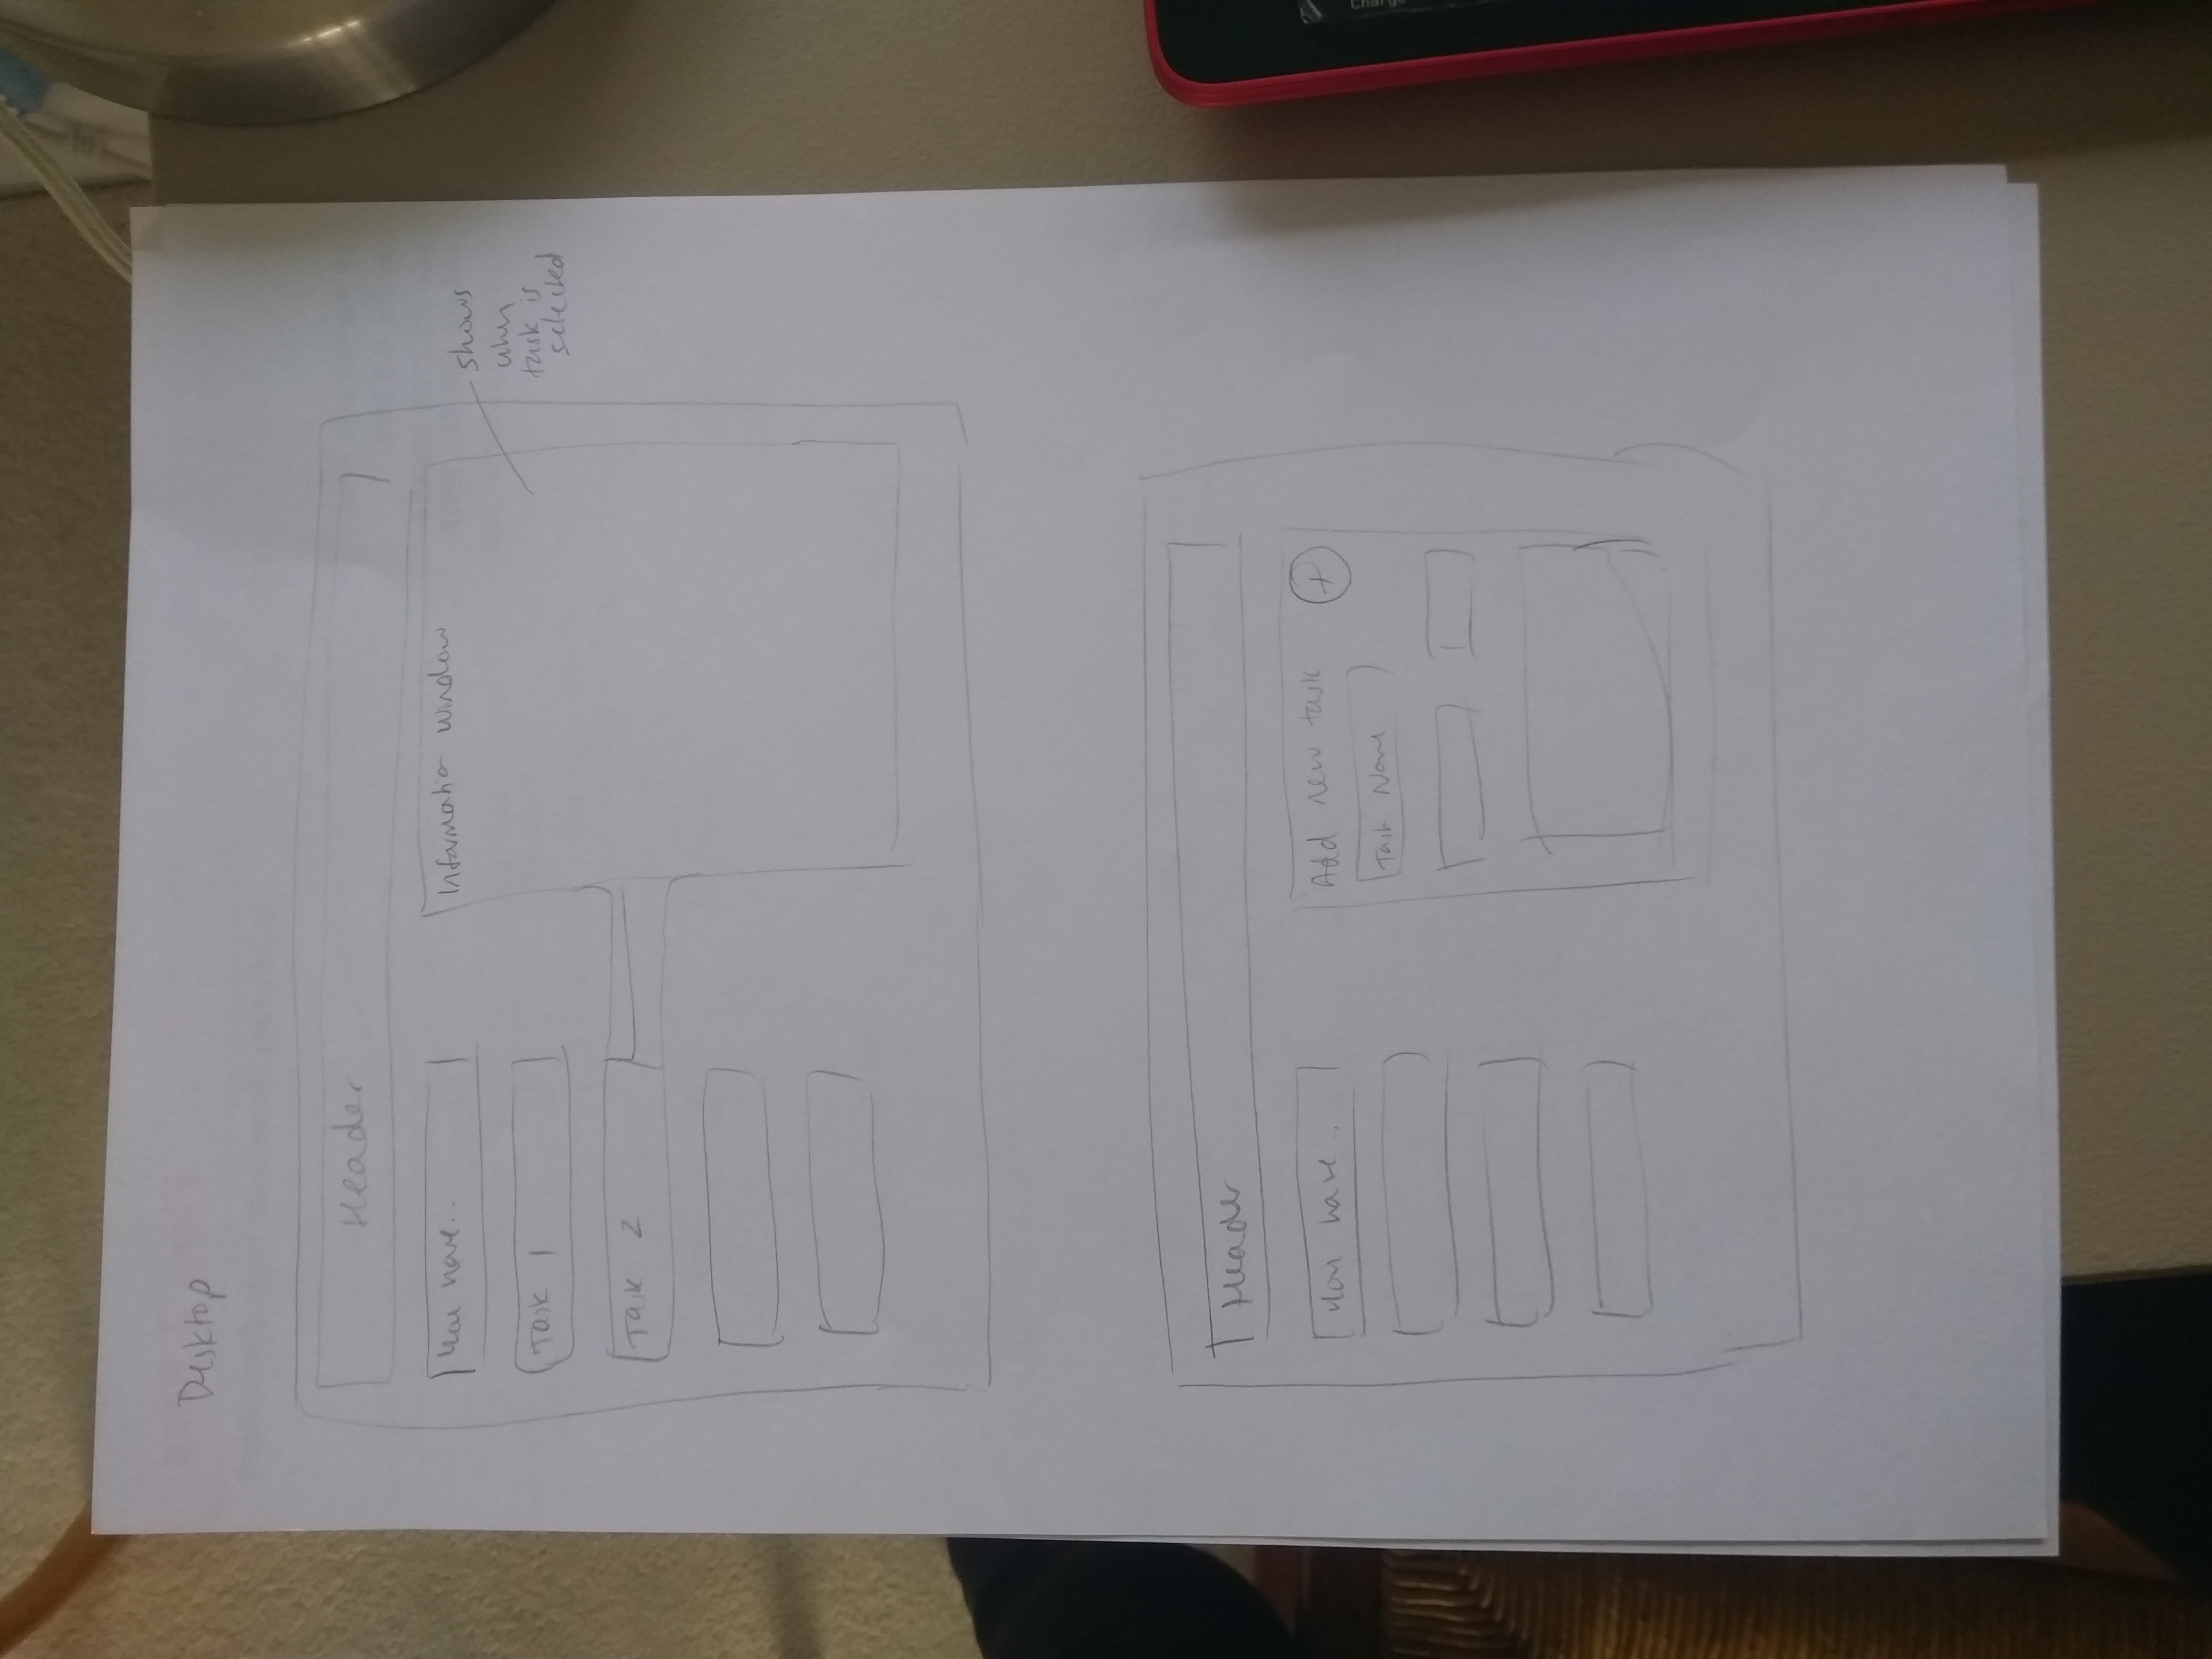 Desktop
Header
You have..
Task 1
Task 2
Information window
shows
when
task is
selected
Header
You have..
Add new task
+
Task Name
Charge